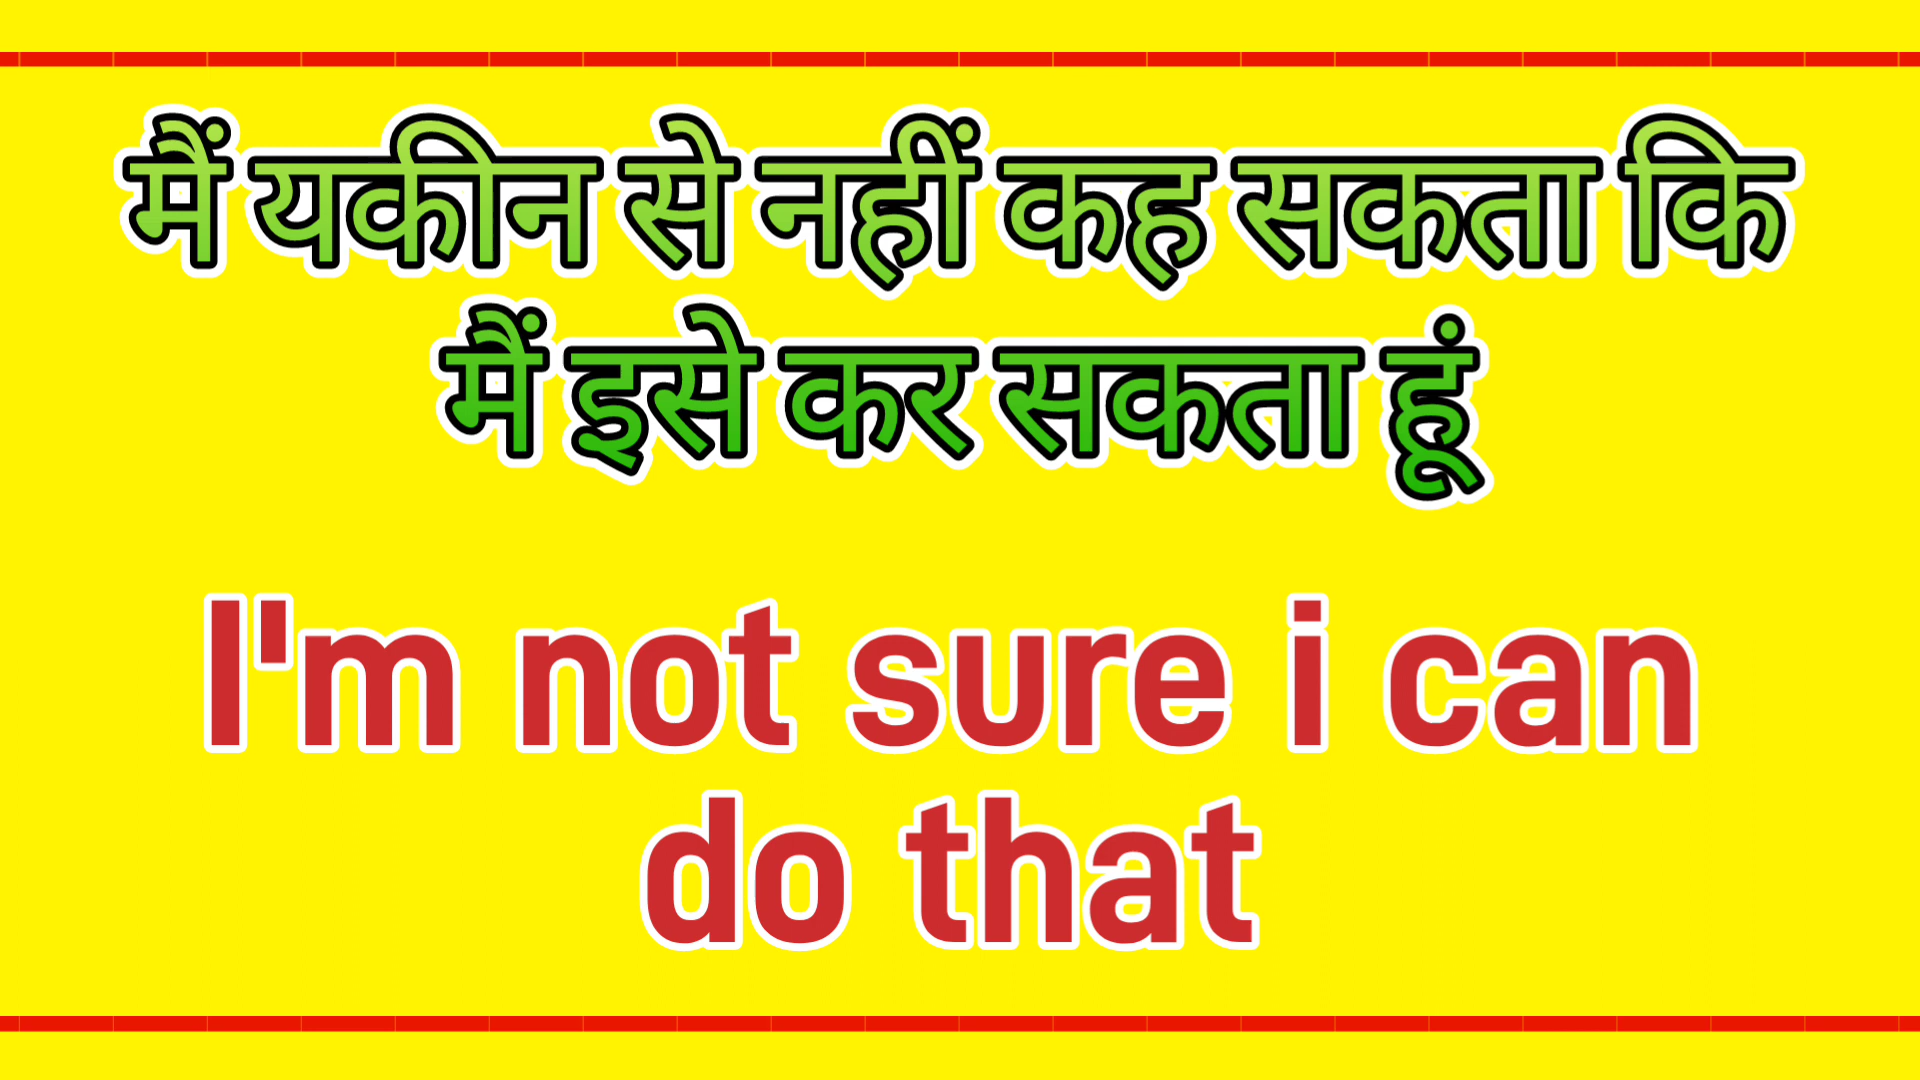 मैं यकीन से नहीं कह सकता कि
मैं इसे कर सकता हूं
I'm not sure i can
do that